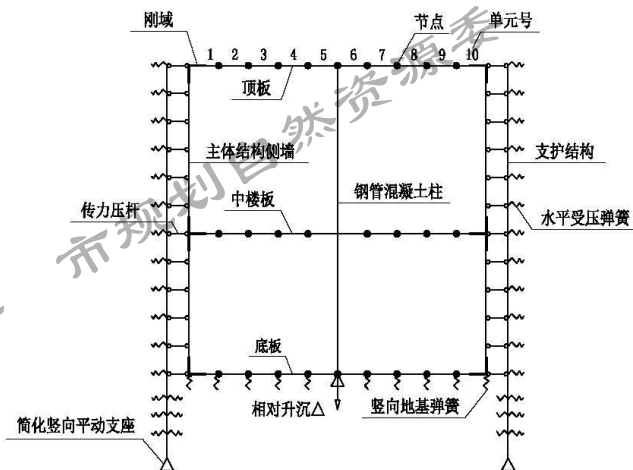 刚域 节点 单元号
1 2 3 4 5 6 7 8 9 10
顶板
主体结构侧墙 支护结构
传力压杆 中楼板 钢管混凝土柱 水平受压弹簧
底板
相对升沉△ 竖向地基弹簧
简化竖向平动支座
市规划自然资源委